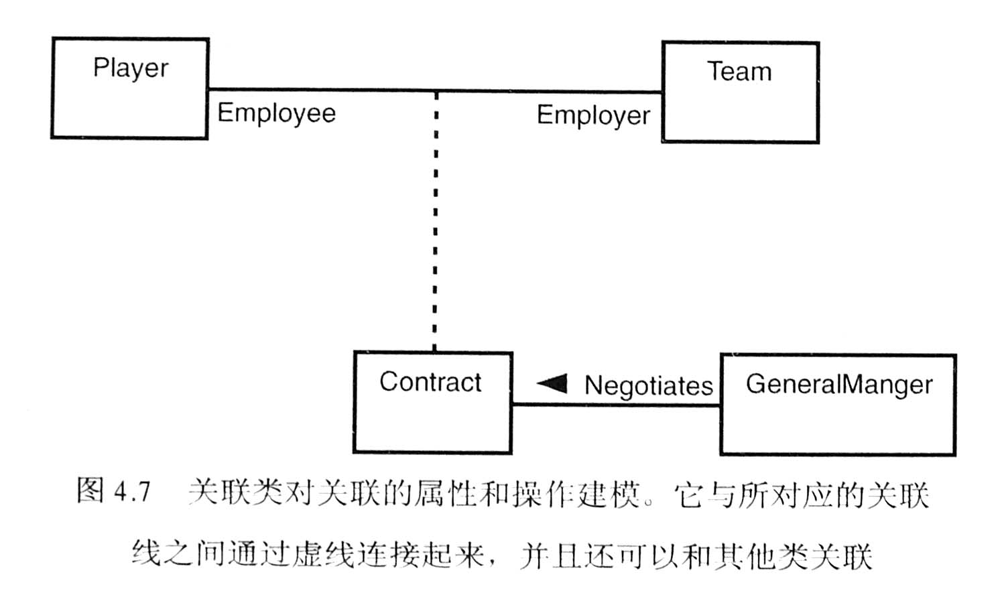 Player
Team
Employee
Employer
Contract
Negotiates
GeneralManger
图 4.7 关联类对关联的属性和操作建模。它与所对应的关联
线之间通过虚线连接起来，并且还可以和其他类关联